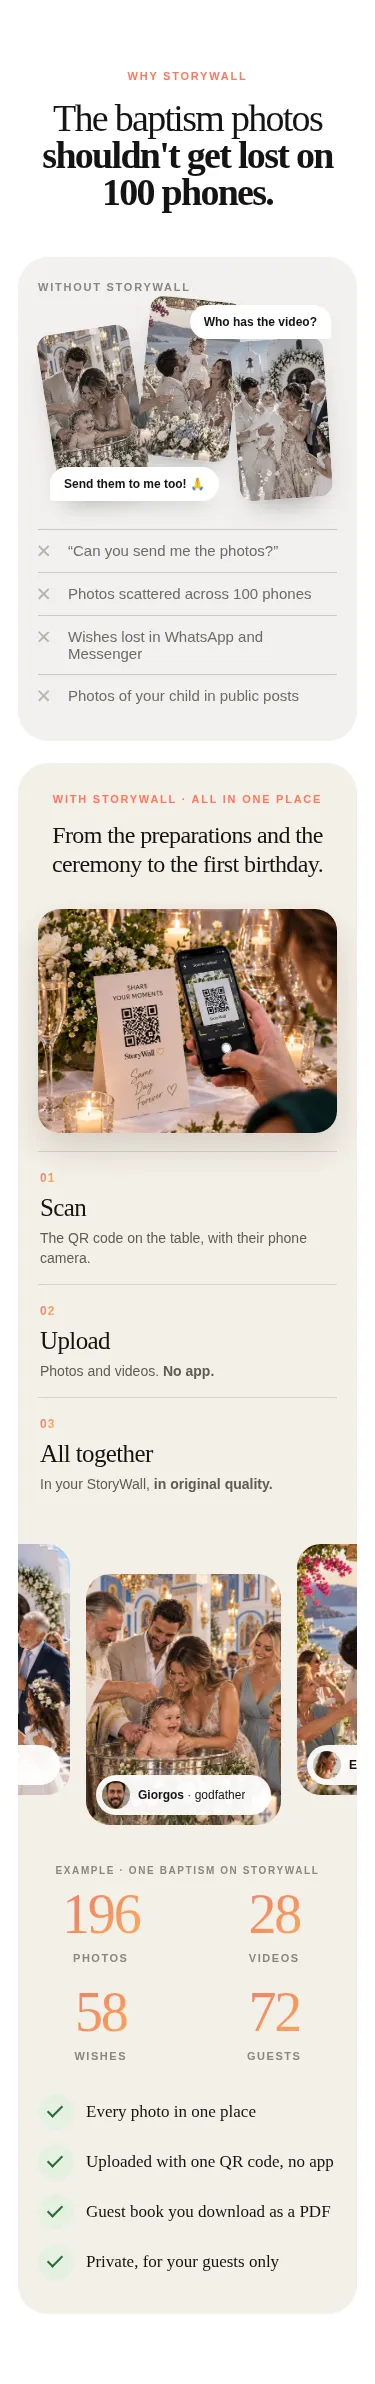 WHY STORYWALL
The baptism photos
shouldn't get lost on
100 phones.
WITHOUT STORYWALL
Who has the video?
Send them to me too! 🙏
“Can you send me the photos?”
Photos scattered across 100 phones
Wishes lost in WhatsApp and
Messenger
Photos of your child in public posts
WITH STORYWALL · ALL IN ONE PLACE
From the preparations and the
ceremony to the first birthday.
SHARE
YOUR MOMENTS
StoryWall
Same
Day
Forever
StoryWall
01
Scan
The QR code on the table, with their phone
camera.
02
Upload
Photos and videos. No app.
03
All together
In your StoryWall, in original quality.
Giorgos · godfather
E
EXAMPLE · ONE BAPTISM ON STORYWALL
196
PHOTOS
28
VIDEOS
58
WISHES
72
GUESTS
Every photo in one place
Uploaded with one QR code, no app
Guest book you download as a PDF
Private, for your guests only